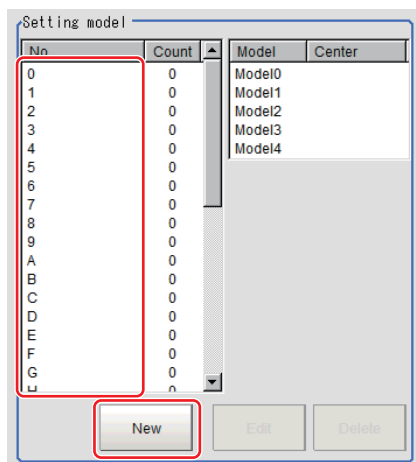 Setting model
No. Count Model Center
0 0 Model0
1 0 Model1
2 0 Model2
3 0 Model3
4 0 Model4
5 0
6 0
7 0
8 0
9 0
A 0
B 0
C 0
D 0
E 0
F 0
G 0
H 0
New Edit Delete